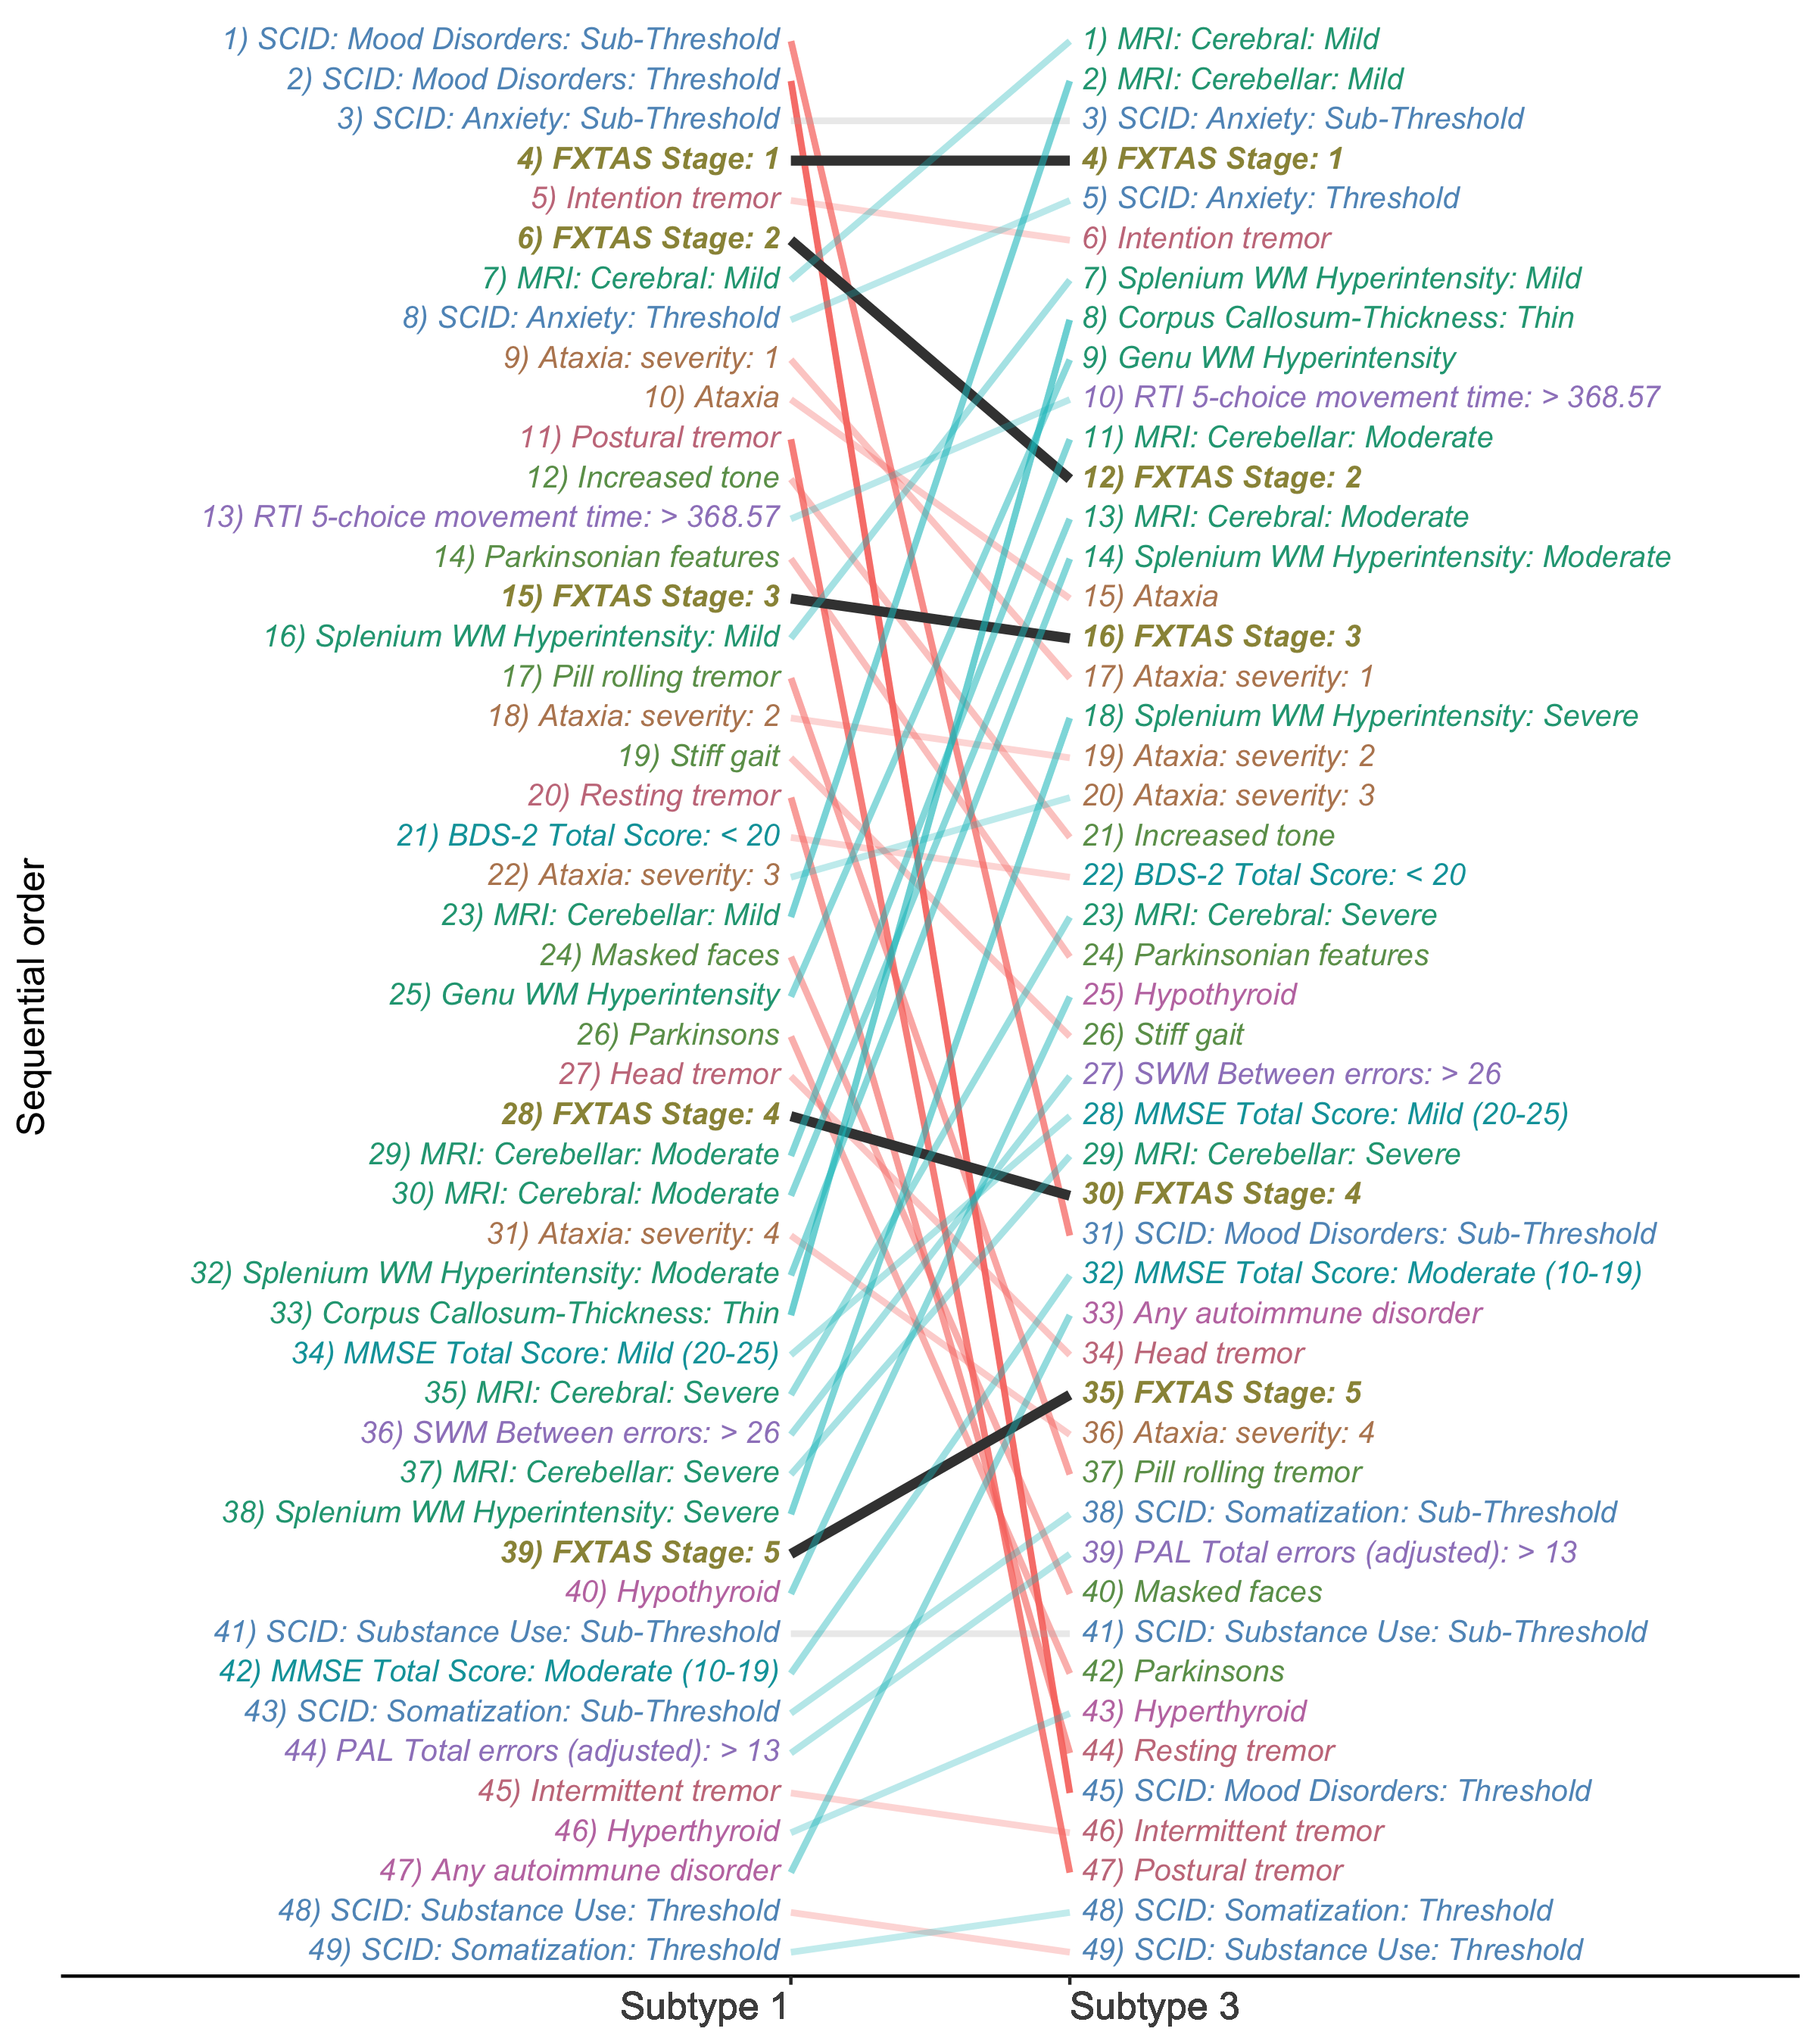 Sequential order
1) SCID: Mood Disorders: Sub-Threshold
2) SCID: Mood Disorders: Threshold
3) SCID: Anxiety: Sub-Threshold
4) FXTAS Stage: 1
5) Intention tremor
6) FXTAS Stage: 2
7) MRI: Cerebral: Mild
8) SCID: Anxiety: Threshold
9) Ataxia: severity: 1
10) Ataxia
11) Postural tremor
12) Increased tone
13) RTI 5-choice movement time: > 368.57
14) Parkinsonian features
15) FXTAS Stage: 3
16) Splenium WM Hyperintensity: Mild
17) Pill rolling tremor
18) Ataxia: severity: 2
19) Stiff gait
20) Resting tremor
21) BDS-2 Total Score: < 20
22) Ataxia: severity: 3
23) MRI: Cerebellar: Mild
24) Masked faces
25) Genu WM Hyperintensity
26) Parkinsons
27) Head tremor
28) FXTAS Stage: 4
29) MRI: Cerebellar: Moderate
30) MRI: Cerebral: Moderate
31) Ataxia: severity: 4
32) Splenium WM Hyperintensity: Moderate
33) Corpus Callosum-Thickness: Thin
34) MMSE Total Score: Mild (20-25)
35) MRI: Cerebral: Severe
36) SWM Between errors: > 26
37) MRI: Cerebellar: Severe
38) Splenium WM Hyperintensity: Severe
39) FXTAS Stage: 5
40) Hypothyroid
41) SCID: Substance Use: Sub-Threshold
42) MMSE Total Score: Moderate (10-19)
43) SCID: Somatization: Sub-Threshold
44) PAL Total errors (adjusted): > 13
45) Intermittent tremor
46) Hyperthyroid
47) Any autoimmune disorder
48) SCID: Substance Use: Threshold
49) SCID: Somatization: Threshold
Subtype 1
1) MRI: Cerebral: Mild
2) MRI: Cerebellar: Mild
3) SCID: Anxiety: Sub-Threshold
4) FXTAS Stage: 1
5) SCID: Anxiety: Threshold
6) Intention tremor
7) Splenium WM Hyperintensity: Mild
8) Corpus Callosum-Thickness: Thin
9) Genu WM Hyperintensity
10) RTI 5-choice movement time: > 368.57
11) MRI: Cerebellar: Moderate
12) FXTAS Stage: 2
13) MRI: Cerebral: Moderate
14) Splenium WM Hyperintensity: Moderate
15) Ataxia
16) FXTAS Stage: 3
17) Ataxia: severity: 1
18) Splenium WM Hyperintensity: Severe
19) Ataxia: severity: 2
20) Ataxia: severity: 3
21) Increased tone
22) BDS-2 Total Score: < 20
23) MRI: Cerebral: Severe
24) Parkinsonian features
25) Hypothyroid
26) Stiff gait
27) SWM Between errors: > 26
28) MMSE Total Score: Mild (20-25)
29) MRI: Cerebellar: Severe
30) FXTAS Stage: 4
31) SCID: Mood Disorders: Sub-Threshold
32) MMSE Total Score: Moderate (10-19)
33) Any autoimmune disorder
34) Head tremor
35) FXTAS Stage: 5
36) Ataxia: severity: 4
37) Pill rolling tremor
38) SCID: Somatization: Sub-Threshold
39) PAL Total errors (adjusted): > 13
40) Masked faces
41) SCID: Substance Use: Sub-Threshold
42) Parkinsons
43) Hyperthyroid
44) Resting tremor
45) SCID: Mood Disorders: Threshold
46) Intermittent tremor
47) Postural tremor
48) SCID: Somatization: Threshold
49) SCID: Substance Use: Threshold
Subtype 3